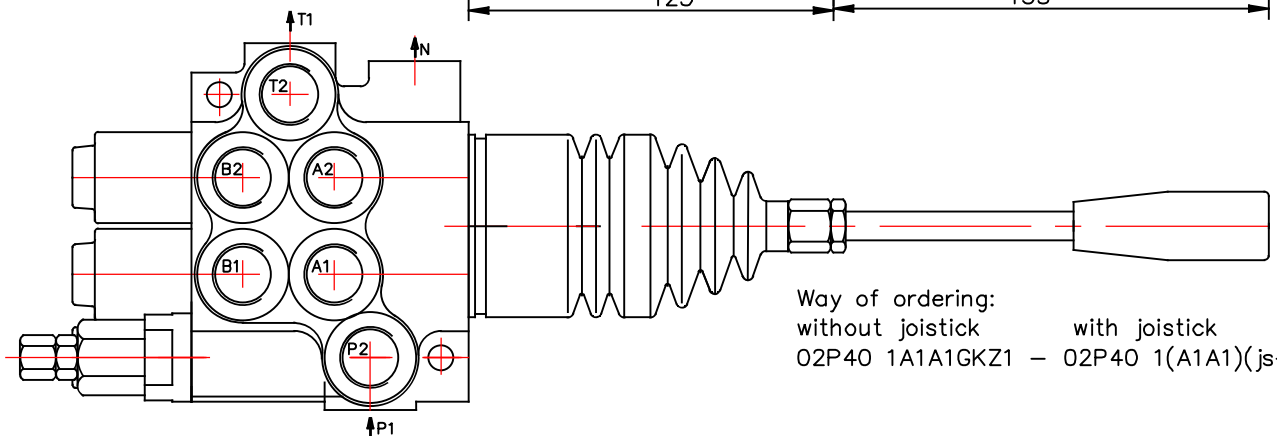 T1
N
T2
B2 A2
B1 A1
Way of ordering:
without joistick with joistick
P2
02P40 1A1A1GKZ1 – 02P40 1(A1A1)(js
P1